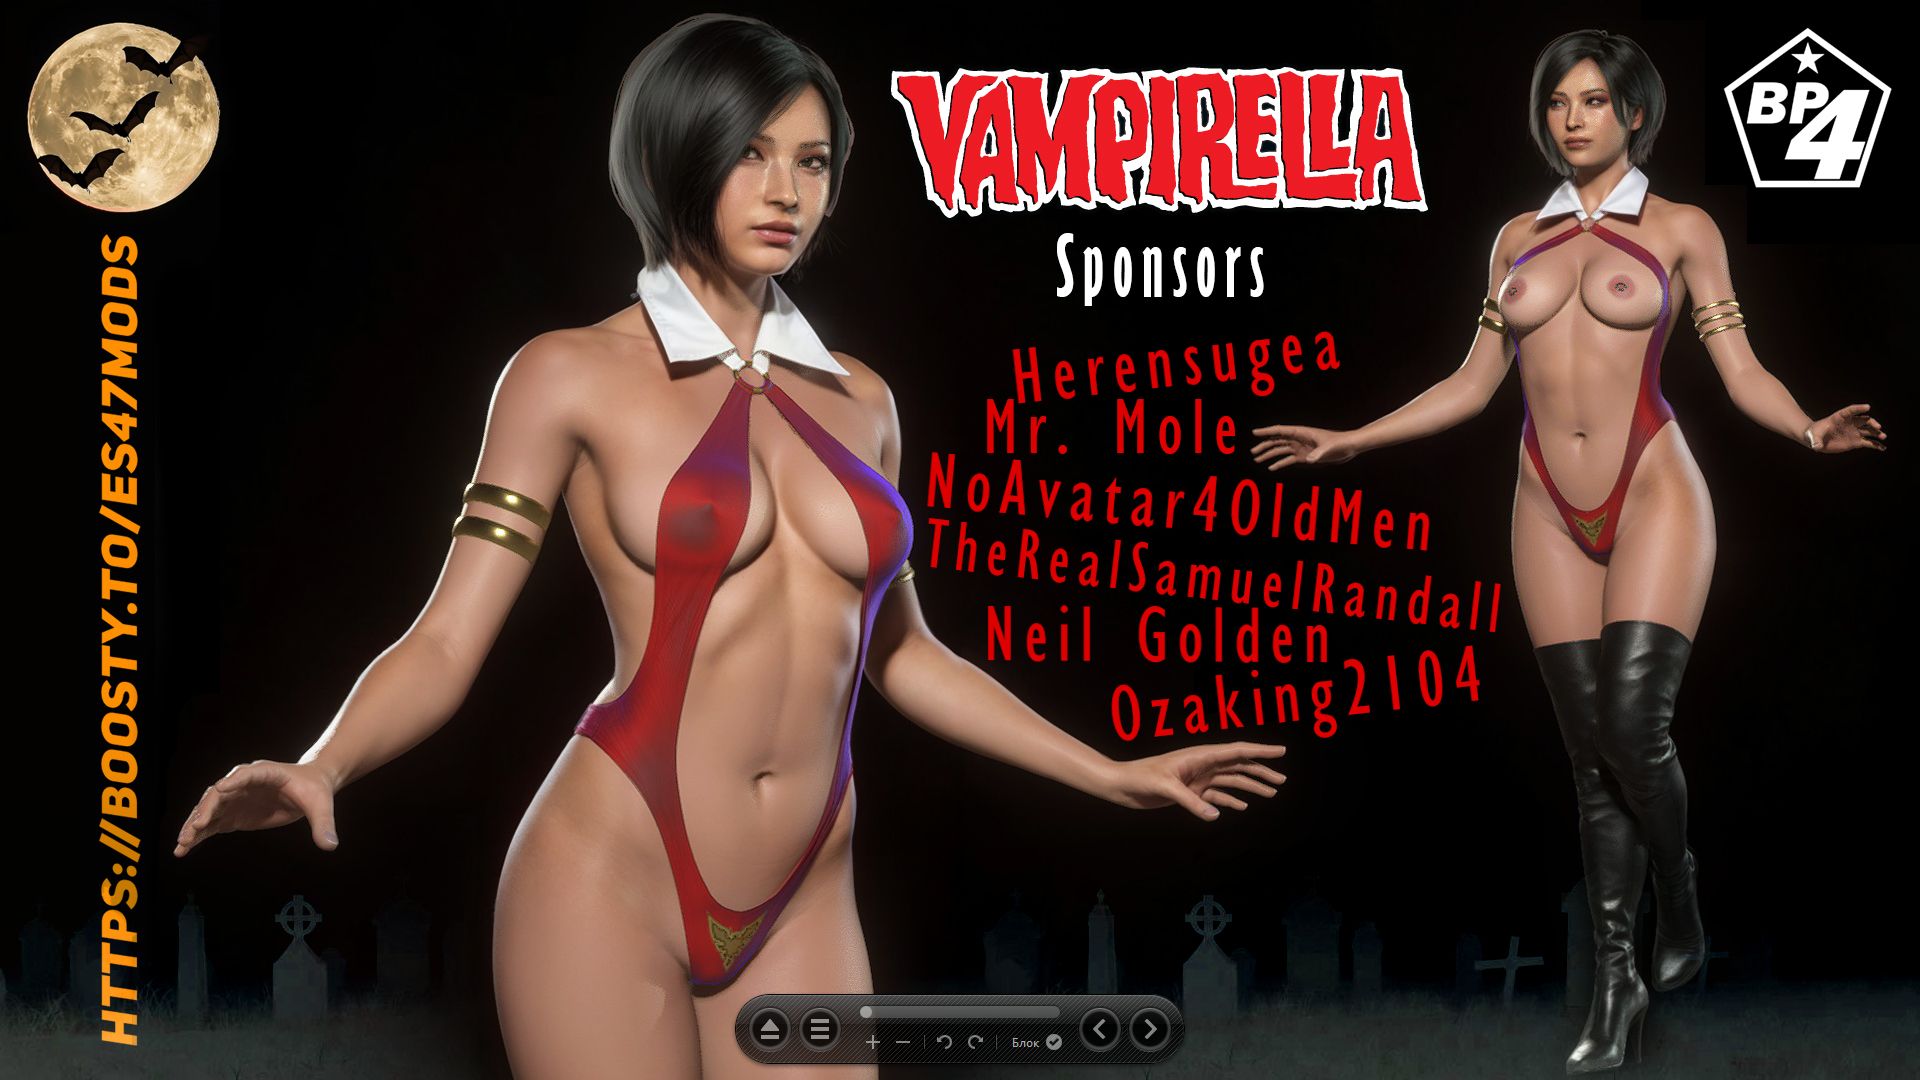 HTTPS://BOOSTY.TO/ES47MODS
VAMPIRELLA
BP4
Sponsors
Herensugea
Mr. Mole
NoAvatar4OldMen
TheRealSamuelRandall
Neil Golden
Ozaking2104
Блок